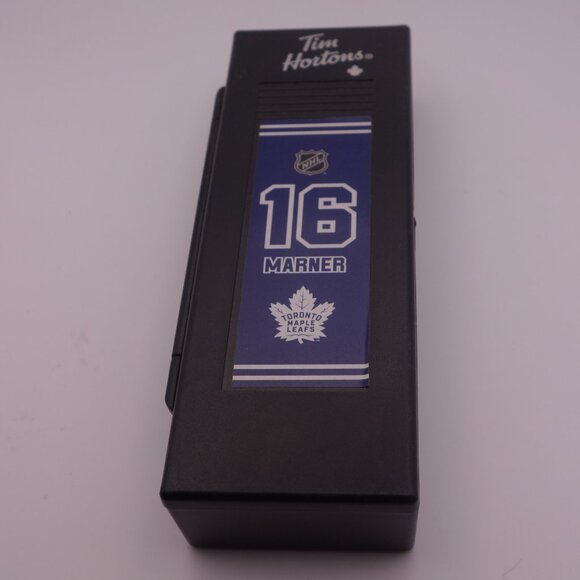 Tim
Hortons®
NHL
16
MARNER
TORONTO
MAPLE
LEAFS